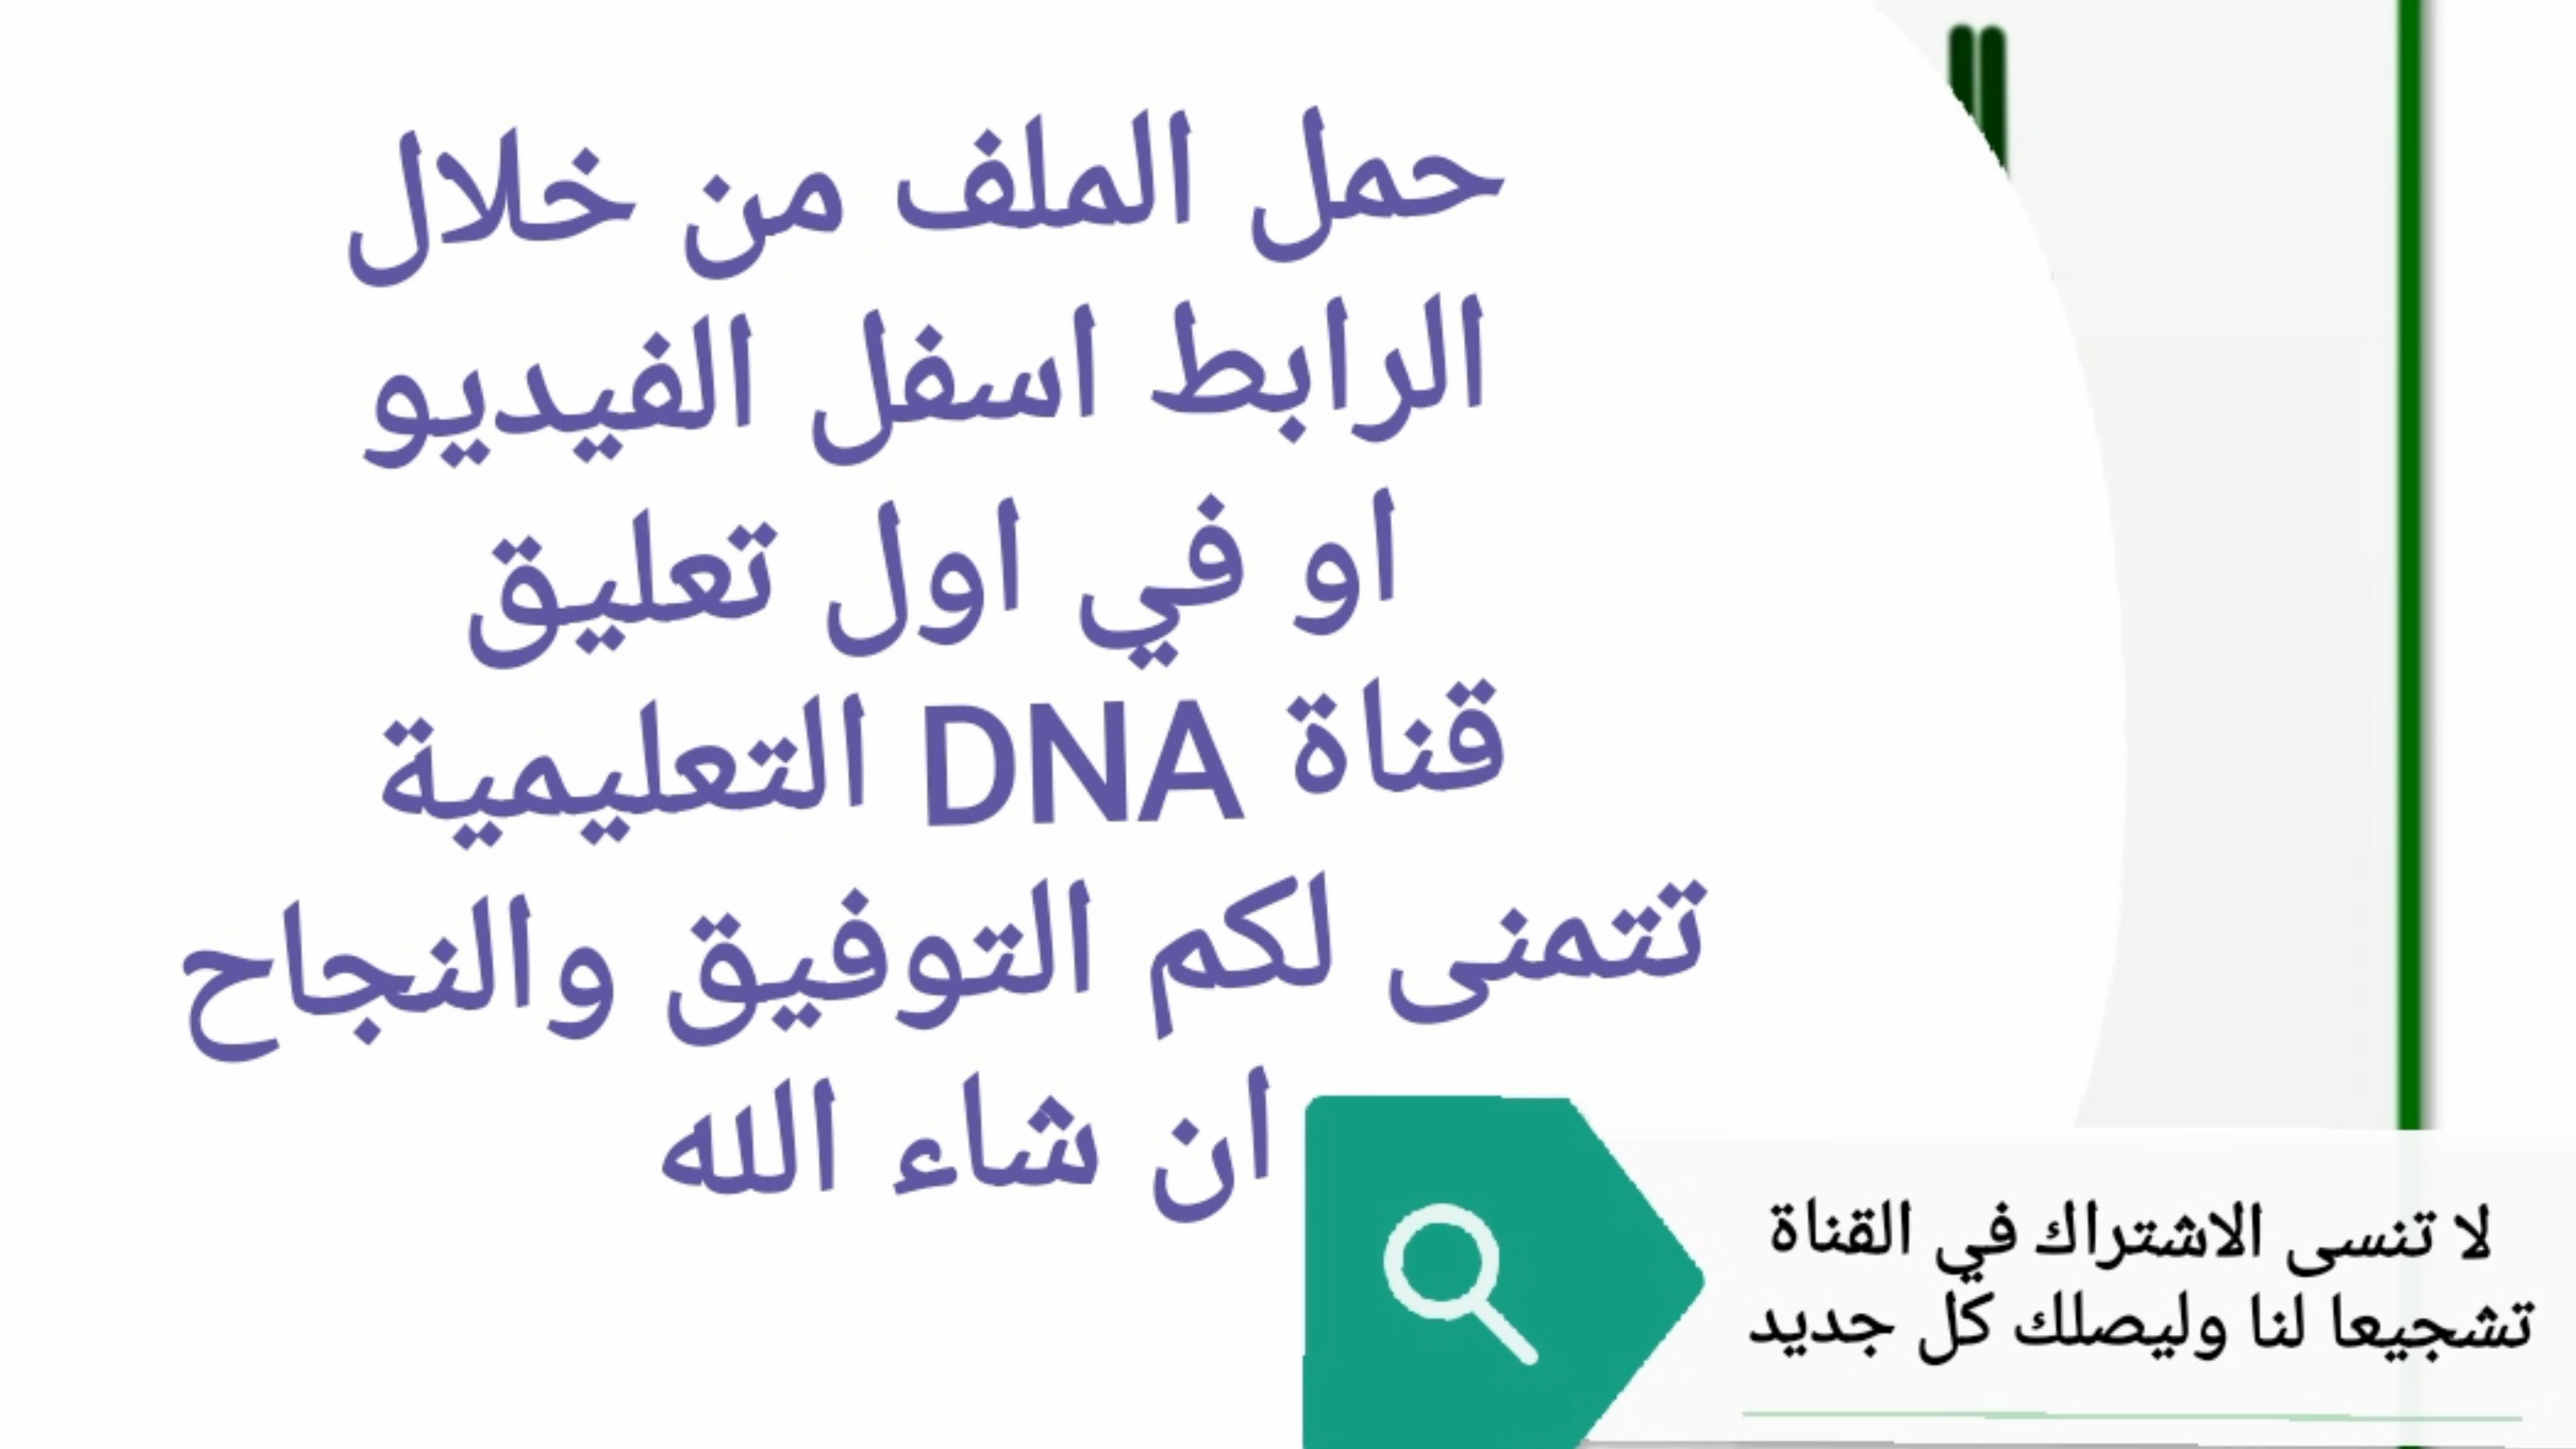 حمل الملف من خلال
الرابط اسفل الفيديو
او في اول تعليق
قناة DNA التعليمية
تتمنى لكم التوفيق والنجاح
ان شاء الله
لا تنسى الاشتراك في القناة
تشجيعا لنا وليصلك كل جديد